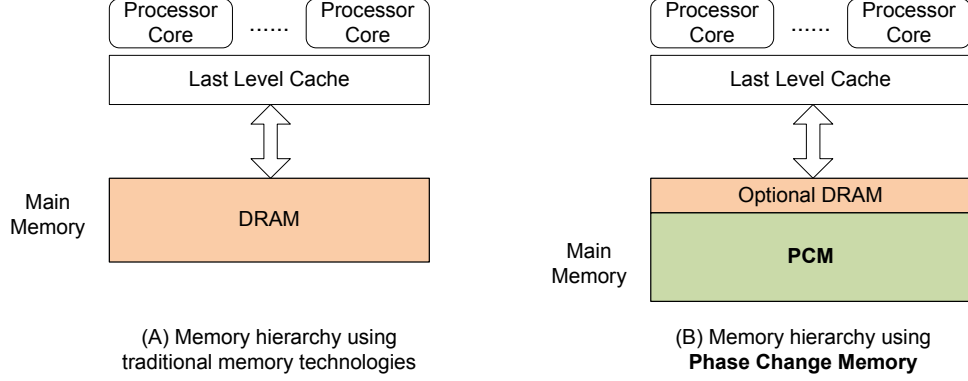 Processor
Core
......
Processor
Core
Last Level Cache
Main
Memory
DRAM
(A) Memory hierarchy using
traditional memory technologies
Processor
Core
......
Processor
Core
Last Level Cache
Optional DRAM
Main
Memory
PCM
(B) Memory hierarchy using
Phase Change Memory